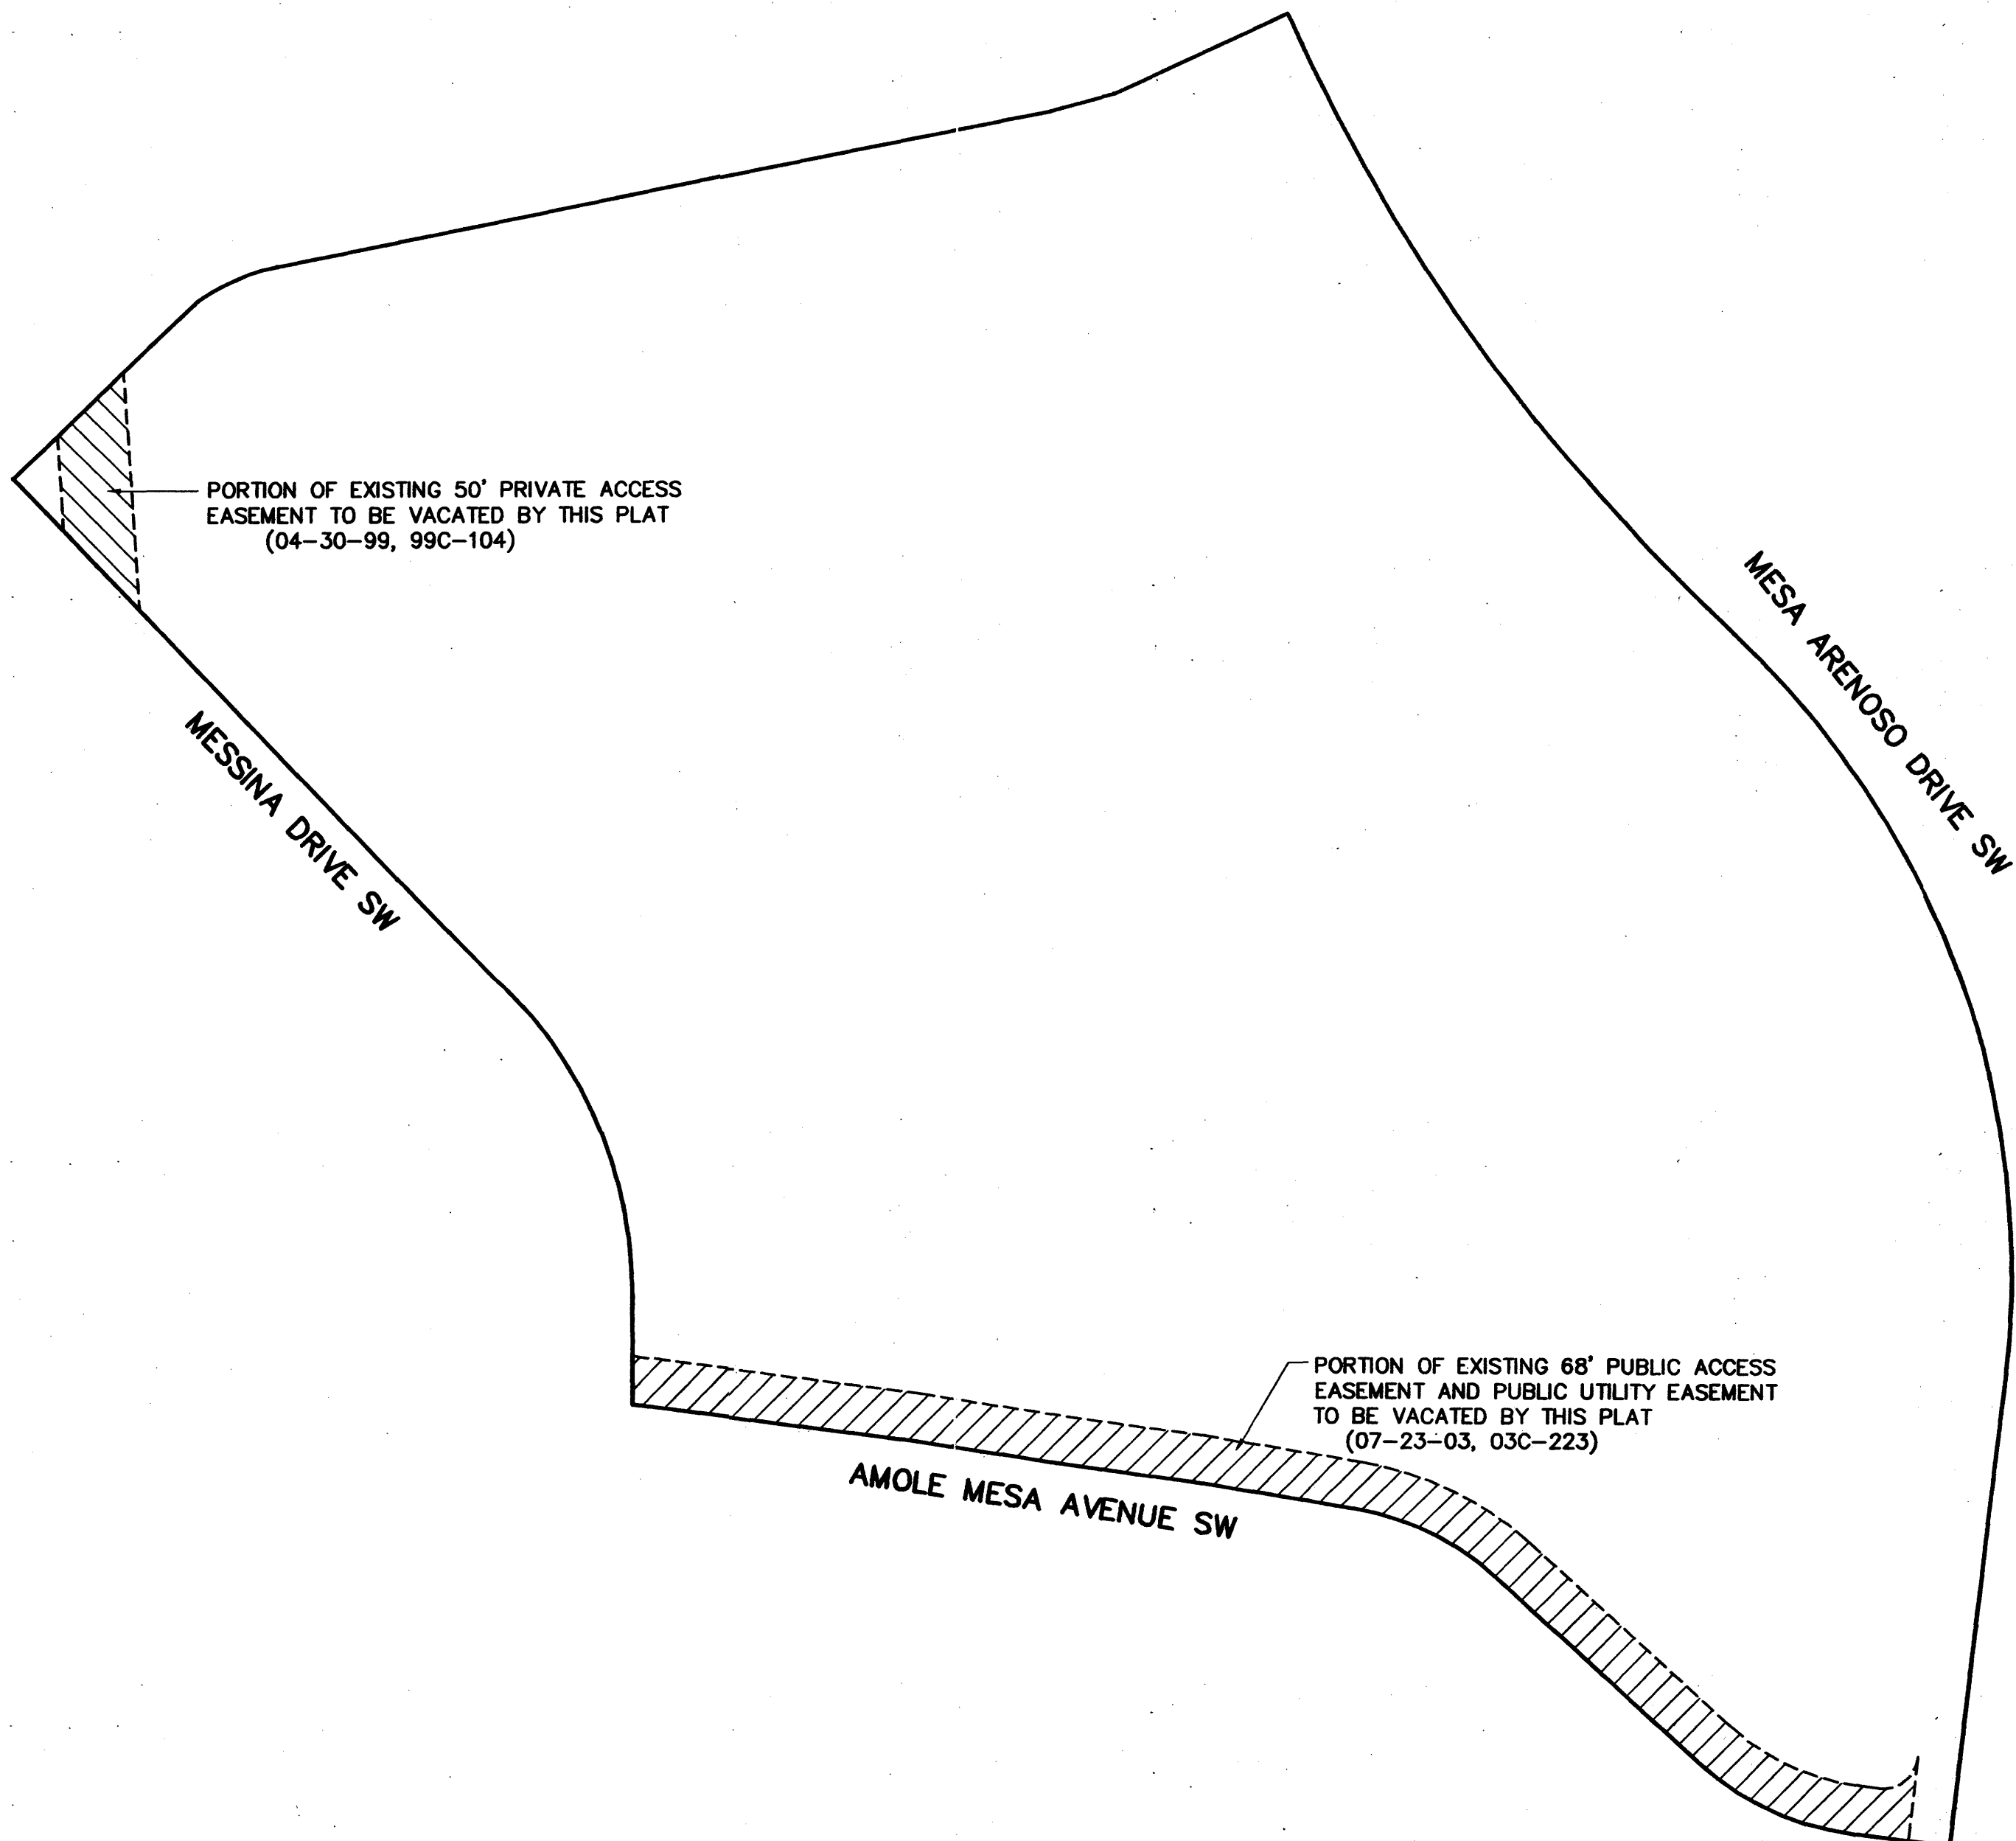 PORTION OF EXISTING 50' PRIVATE ACCESS
EASEMENT TO BE VACATED BY THIS PLAT
(04-30-99, 99C-104)
MESA ARENOSO DRIVE SW
MESSINA DRIVE SW
PORTION OF EXISTING 68' PUBLIC ACCESS
EASEMENT AND PUBLIC UTILITY EASEMENT
TO BE VACATED BY THIS PLAT
(07-23-03, 03C-223)
AMOLE MESA AVENUE SW